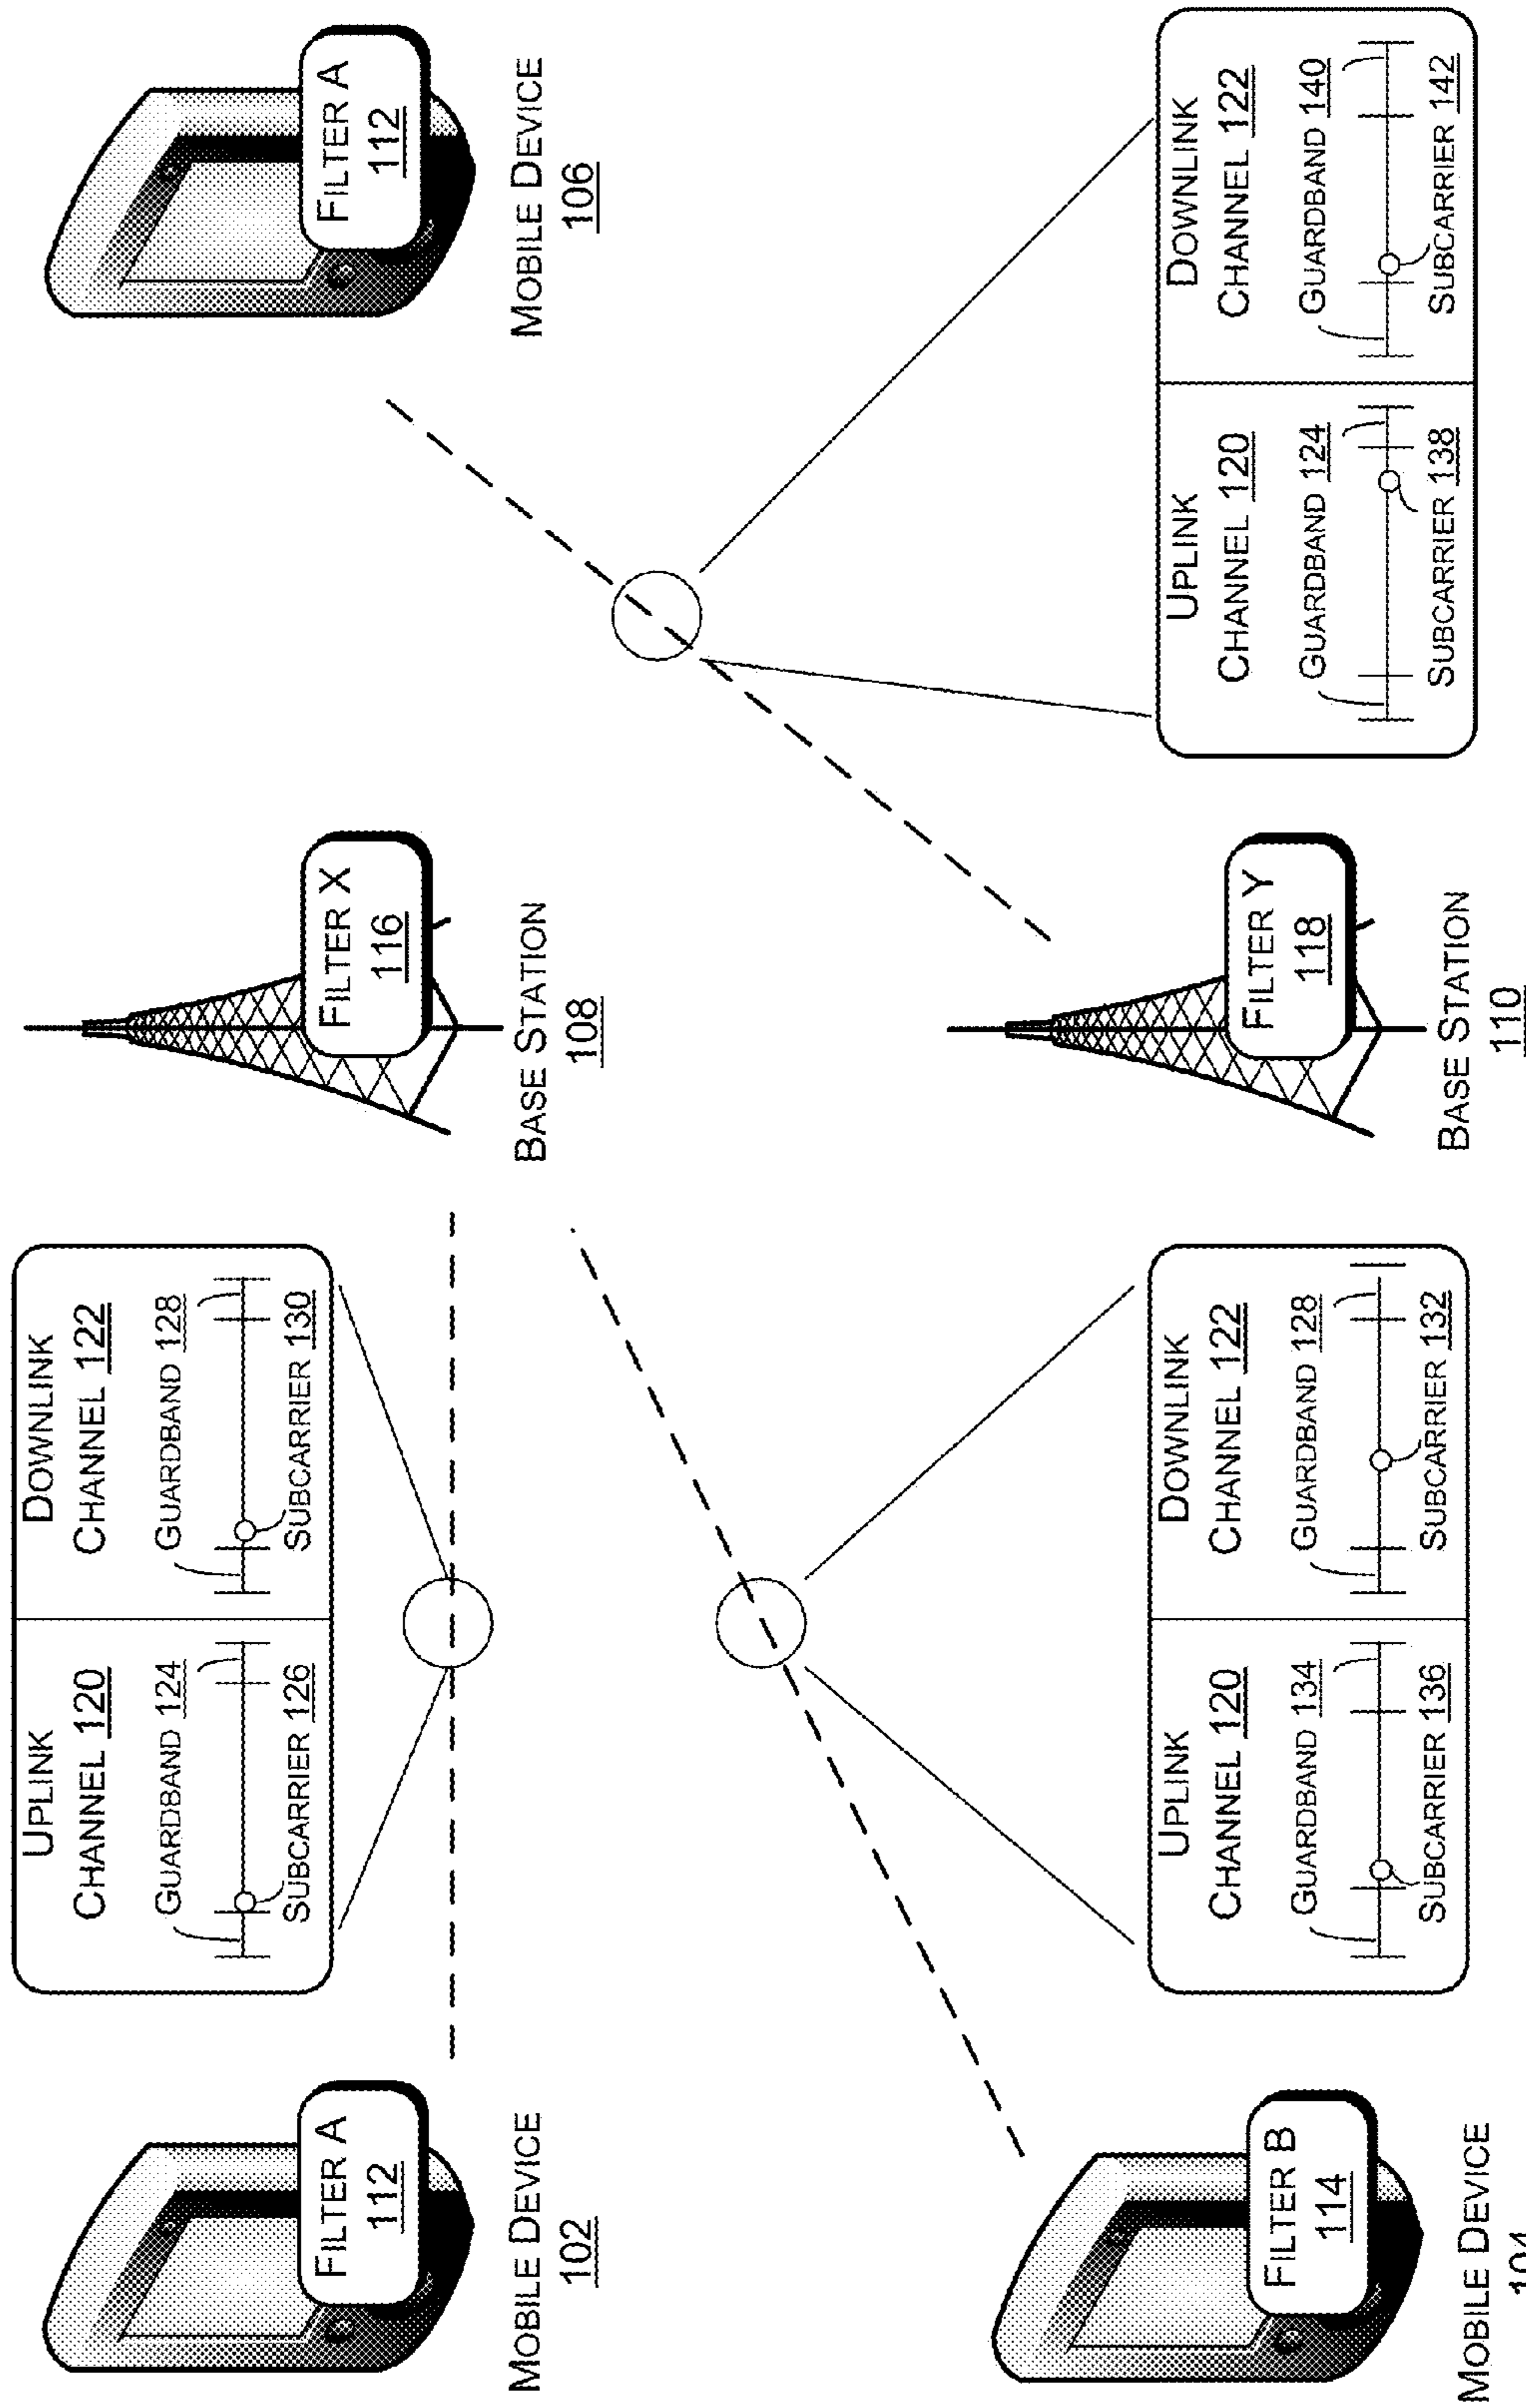 UPLINK
CHANNEL 120
GUARDBAND 124
SUBCARRIER 126
DOWNLINK
CHANNEL 122
GUARDBAND 128
SUBCARRIER 130
FILTER A
112
MOBILE DEVICE
102
FILTER X
116
BASE STATION
108
FILTER A
112
MOBILE DEVICE
106
FILTER B
114
MOBILE DEVICE
104
UPLINK
CHANNEL 120
GUARDBAND 134
SUBCARRIER 136
DOWNLINK
CHANNEL 122
GUARDBAND 128
SUBCARRIER 132
FILTER Y
118
BASE STATION
110
UPLINK
CHANNEL 120
GUARDBAND 124
SUBCARRIER 138
DOWNLINK
CHANNEL 122
GUARDBAND 140
SUBCARRIER 142